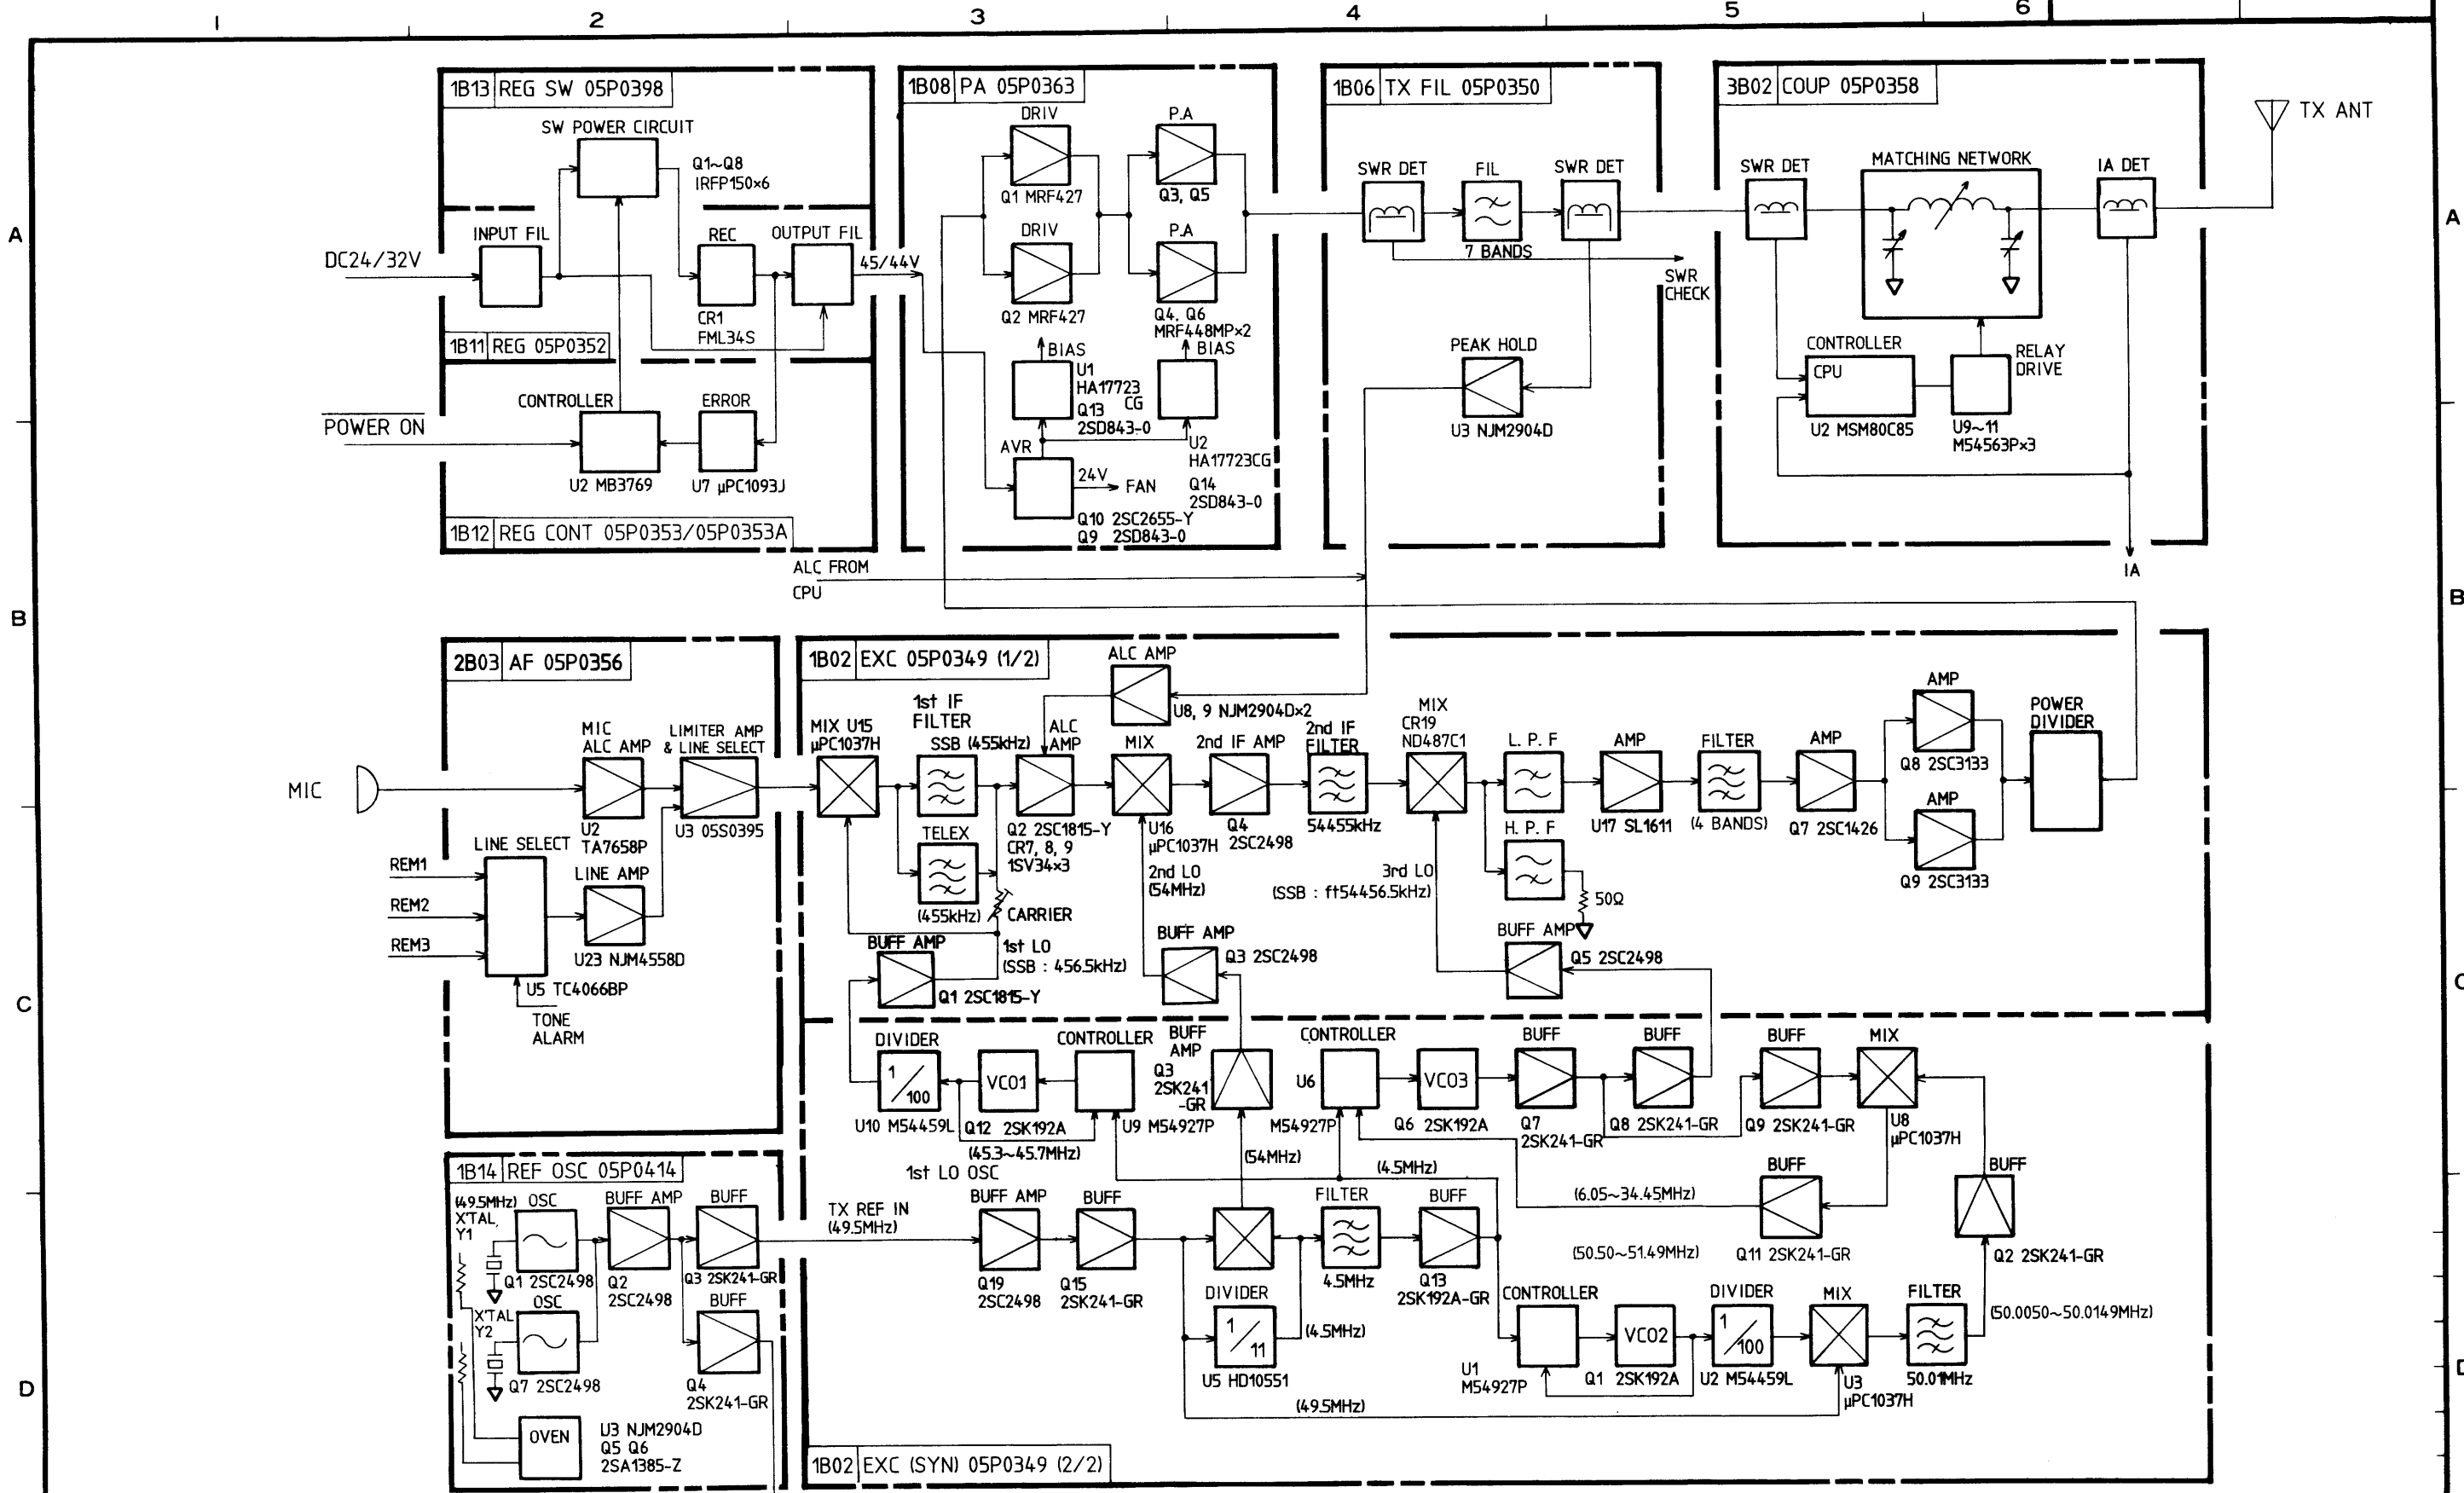 1
2
3
4
5
6
A
B
C
D
A
B
1B13 REG SW 05P0398
SW POWER CIRCUIT
Q1~Q8
IRFP150×6
INPUT FIL
REC
OUTPUT FIL
DC24/32V
45/44V
CR1
FML34S
1B11 REG 05P0352
CONTROLLER
ERROR
POWER ON
U2 MB3769
U7 µPC1093J
1B12 REG CONT 05P0353/05P0353A
1B08 PA 05P0363
DRIV
P.A
Q1 MRF427
Q3, Q5
DRIV
P.A
Q2 MRF427
Q4, Q6
MRF448MP×2
BIAS
BIAS
U1
HA17723
CG
Q13
2SD843-0
AVR
U2
HA17723CG
24V
FAN
Q14
2SD843-0
Q10 2SC2655-Y
Q9 2SD843-0
1B06 TX FIL 05P0350
SWR DET
FIL
SWR DET
7 BANDS
SWR
CHECK
PEAK HOLD
U3 NJM2904D
3B02 COUP 05P0358
TX ANT
SWR DET
MATCHING NETWORK
IA DET
CONTROLLER
CPU
RELAY
DRIVE
U2 MSM80C85
U9~11
M54563P×3
IA
ALC FROM
CPU
2B03 AF 05P0356
MIC
ALC AMP
LIMITER AMP
& LINE SELECT
MIC
U2
TA7658P
U3 05S0395
LINE SELECT
REM1
REM2
REM3
LINE AMP
U23 NJM4558D
U5 TC4066BP
TONE
ALARM
1B02 EXC 05P0349 (1/2)
ALC AMP
U8, 9 NJM2904D×2
MIX U15
µPC1037H
1st IF
FILTER
SSB (455kHz)
ALC
AMP
MIX
2nd IF AMP
2nd IF
FILTER
MIX
CR19
ND487C1
L. P. F
AMP
FILTER
AMP
AMP
POWER
DIVIDER
Q8 2SC3133
AMP
Q9 2SC3133
TELEX
(455kHz)
Q2 2SC1815-Y
CR7, 8, 9
1SV34×3
U16
µPC1037H
Q4
2SC2498
54455kHz
H. P. F
U17 SL1611
(4 BANDS)
Q7 2SC1426
2nd LO
(54MHz)
3rd LO
(SSB : ft54456.5kHz)
50Ω
CARRIER
BUFF AMP
1st LO
(SSB : 456.5kHz)
Q1 2SC1815-Y
BUFF AMP
Q3 2SC2498
BUFF AMP
Q5 2SC2498
DIVIDER
1/100
VCO1
CONTROLLER
BUFF
AMP
Q3
2SK241
-GR
CONTROLLER
U6
VCO3
BUFF
BUFF
BUFF
MIX
U10 M54459L
Q12 2SK192A
U9 M54927P
M54927P
Q6 2SK192A
Q7
2SK241-GR
Q8 2SK241-GR
Q9 2SK241-GR
U8
µPC1037H
(45.3~45.7MHz)
1st LO OSC
(54MHz)
(4.5MHz)
(6.05~34.45MHz)
BUFF
BUFF
Q11 2SK241-GR
Q2 2SK241-GR
1B14 REF OSC 05P0414
(49.5MHz)
X'TAL
Y1
OSC
BUFF AMP
BUFF
Q1 2SC2498
Q2
2SC2498
Q3 2SK241-GR
X'TAL
Y2
OSC
BUFF
Q7 2SC2498
Q4
2SK241-GR
OVEN
U3 NJM2904D
Q5 Q6
2SA1385-Z
TX REF IN
(49.5MHz)
BUFF AMP
BUFF
FILTER
BUFF
Q19
2SC2498
Q15
2SK241-GR
4.5MHz
Q13
2SK192A-GR
(50.50~51.49MHz)
DIVIDER
1/11
(4.5MHz)
U5 HD10551
CONTROLLER
VCO2
DIVIDER
1/100
MIX
FILTER
(50.0050~50.0149MHz)
U1
M54927P
Q1 2SK192A
U2 M54459L
U3
µPC1037H
50.01MHz
(49.5MHz)
1B02 EXC (SYN) 05P0349 (2/2)